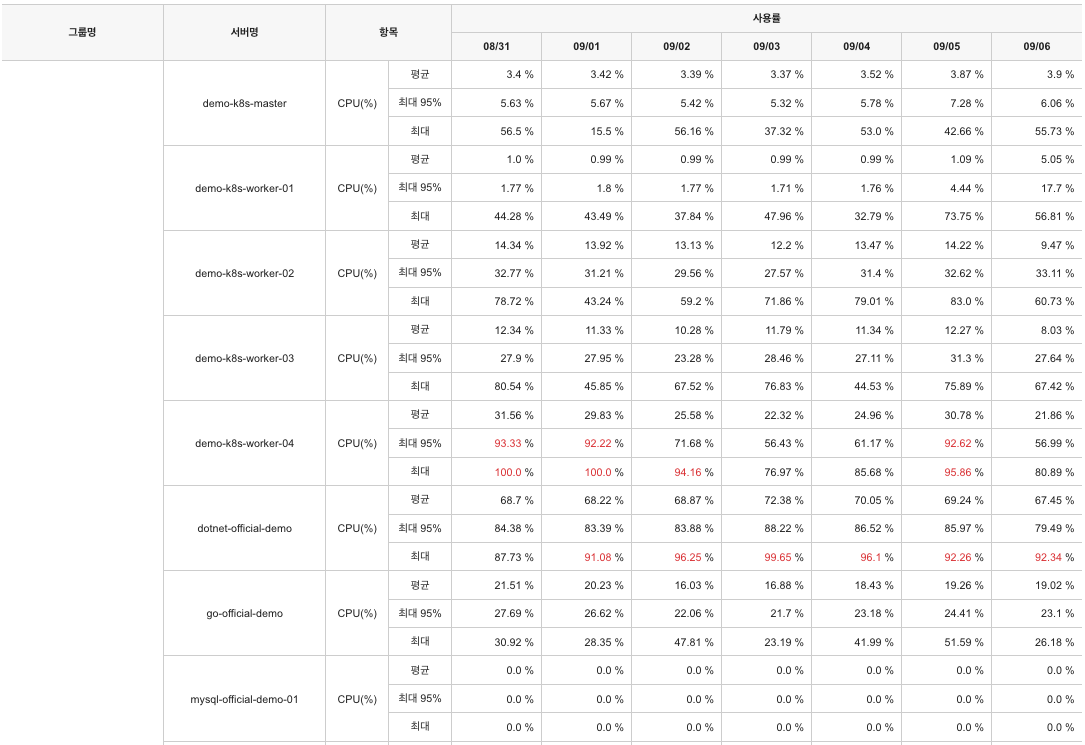 그룹명 서버명 항목 사용률
08/31 09/01 09/02 09/03 09/04 09/05 09/06
demo-k8s-master CPU(%) 평균 3.4 % 3.42 % 3.39 % 3.37 % 3.52 % 3.87 % 3.9 %
최대 95% 5.63 % 5.67 % 5.42 % 5.32 % 5.78 % 7.28 % 6.06 %
최대 56.5 % 15.5 % 56.16 % 37.32 % 53.0 % 42.66 % 55.73 %
demo-k8s-worker-01 CPU(%) 평균 1.0 % 0.99 % 0.99 % 0.99 % 0.99 % 1.09 % 5.05 %
최대 95% 1.77 % 1.8 % 1.77 % 1.71 % 1.76 % 4.44 % 17.7 %
최대 44.28 % 43.49 % 37.84 % 47.96 % 32.79 % 73.75 % 56.81 %
demo-k8s-worker-02 CPU(%) 평균 14.34 % 13.92 % 13.13 % 12.2 % 13.47 % 14.22 % 9.47 %
최대 95% 32.77 % 31.21 % 29.56 % 27.57 % 31.4 % 32.62 % 33.11 %
최대 78.72 % 43.24 % 59.2 % 71.86 % 79.01 % 83.0 % 60.73 %
demo-k8s-worker-03 CPU(%) 평균 12.34 % 11.33 % 10.28 % 11.79 % 11.34 % 12.27 % 8.03 %
최대 95% 27.9 % 27.95 % 23.28 % 28.46 % 27.11 % 31.3 % 27.64 %
최대 80.54 % 45.85 % 67.52 % 76.83 % 44.53 % 75.89 % 67.42 %
demo-k8s-worker-04 CPU(%) 평균 31.56 % 29.83 % 25.58 % 22.32 % 24.96 % 30.78 % 21.86 %
최대 95% 93.33 % 92.22 % 71.68 % 56.43 % 61.17 % 92.62 % 56.99 %
최대 100.0 % 100.0 % 94.16 % 76.97 % 85.68 % 95.86 % 80.89 %
dotnet-official-demo CPU(%) 평균 68.7 % 68.22 % 68.87 % 72.38 % 70.05 % 69.24 % 67.45 %
최대 95% 84.38 % 83.39 % 83.88 % 88.22 % 86.52 % 85.97 % 79.49 %
최대 87.73 % 91.08 % 96.25 % 99.65 % 96.1 % 92.26 % 92.34 %
go-official-demo CPU(%) 평균 21.51 % 20.23 % 16.03 % 16.88 % 18.43 % 19.26 % 19.02 %
최대 95% 27.69 % 26.62 % 22.06 % 21.7 % 23.18 % 24.41 % 23.1 %
최대 30.92 % 28.35 % 47.81 % 23.19 % 41.99 % 51.59 % 26.18 %
mysql-official-demo-01 CPU(%) 평균 0.0 % 0.0 % 0.0 % 0.0 % 0.0 % 0.0 % 0.0 %
최대 95% 0.0 % 0.0 % 0.0 % 0.0 % 0.0 % 0.0 % 0.0 %
최대 0.0 % 0.0 % 0.0 % 0.0 % 0.0 % 0.0 % 0.0 %